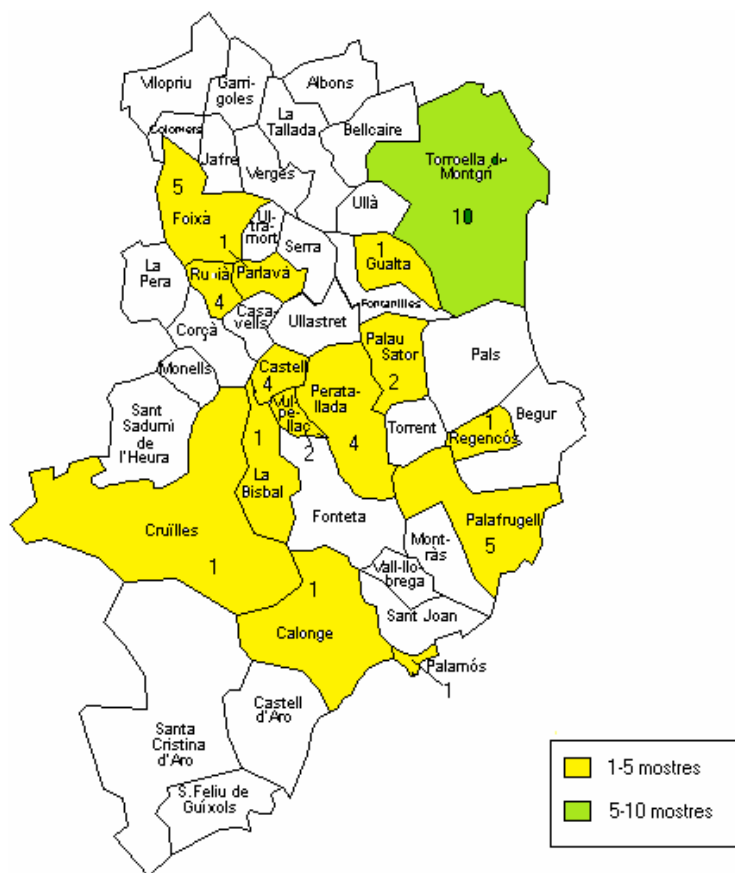 Vilopriu
Garri-
goles
Albons
La
Tallada
Bellcaire
Colomers
Jafre
Verges
Torroella de
Montgrí
10
5
Foixà
Ullà
Ul-
tra-
mort
1
Serra
1
Gualta
La
Pera
Rupià
Parlavà
4
Fontanilles
Casa-
vells
Ullastret
Corçà
Palau
Sator
2
Pals
Monells
Castell
4
Perata-
llada
4
Vul-
pellac
2
Sant
Sadurní
de
l'Heura
Torrent
1
Regencós
Begur
1
La
Bisbal
Fonteta
Palafrugell
5
Cruïlles
1
Mont-
ràs
Vall-llo-
brega
1
Calonge
Sant Joan
Palamós
1
Castell
d'Aro
Santa
Cristina
d'Aro
S.Feliu de
Guíxols
1-5 mostres
5-10 mostres